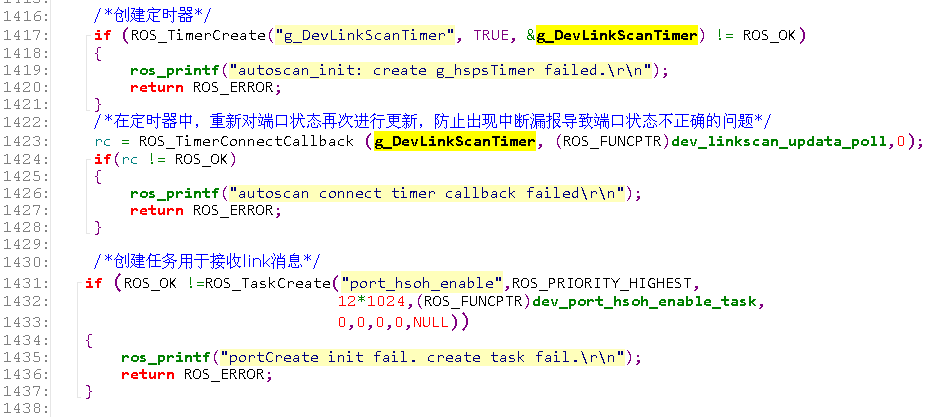 1416: /*创建定时器*/
1417: if (ROS_TimerCreate("g_DevLinkScanTimer", TRUE, &g_DevLinkScanTimer) != ROS_OK)
1418: {
1419: ros_printf("autoscan_init: create g_hspsTimer failed.\r\n");
1420: return ROS_ERROR;
1421: }
1422: /*在定时器中，重新对端口状态再次进行更新，防止出现中断漏报导致端口状态不正确的问题*/
1423: rc = ROS_TimerConnectCallback (g_DevLinkScanTimer, (ROS_FUNCPTR)dev_linkscan_updata_poll,0);
1424: if(rc != ROS_OK)
1425: {
1426: ros_printf("autoscan connect timer callback failed\r\n");
1427: return ROS_ERROR;
1428: }
1429:
1430: /*创建任务用于接收link消息*/
1431: if (ROS_OK !=ROS_TaskCreate("port_hsoh_enable",ROS_PRIORITY_HIGHEST,
1432: 12*1024,(ROS_FUNCPTR)dev_port_hsoh_enable_task,
1433: 0,0,0,0,NULL))
1434: {
1435: ros_printf("portCreate init fail. create task fail.\r\n");
1436: return ROS_ERROR;
1437: }
1438: